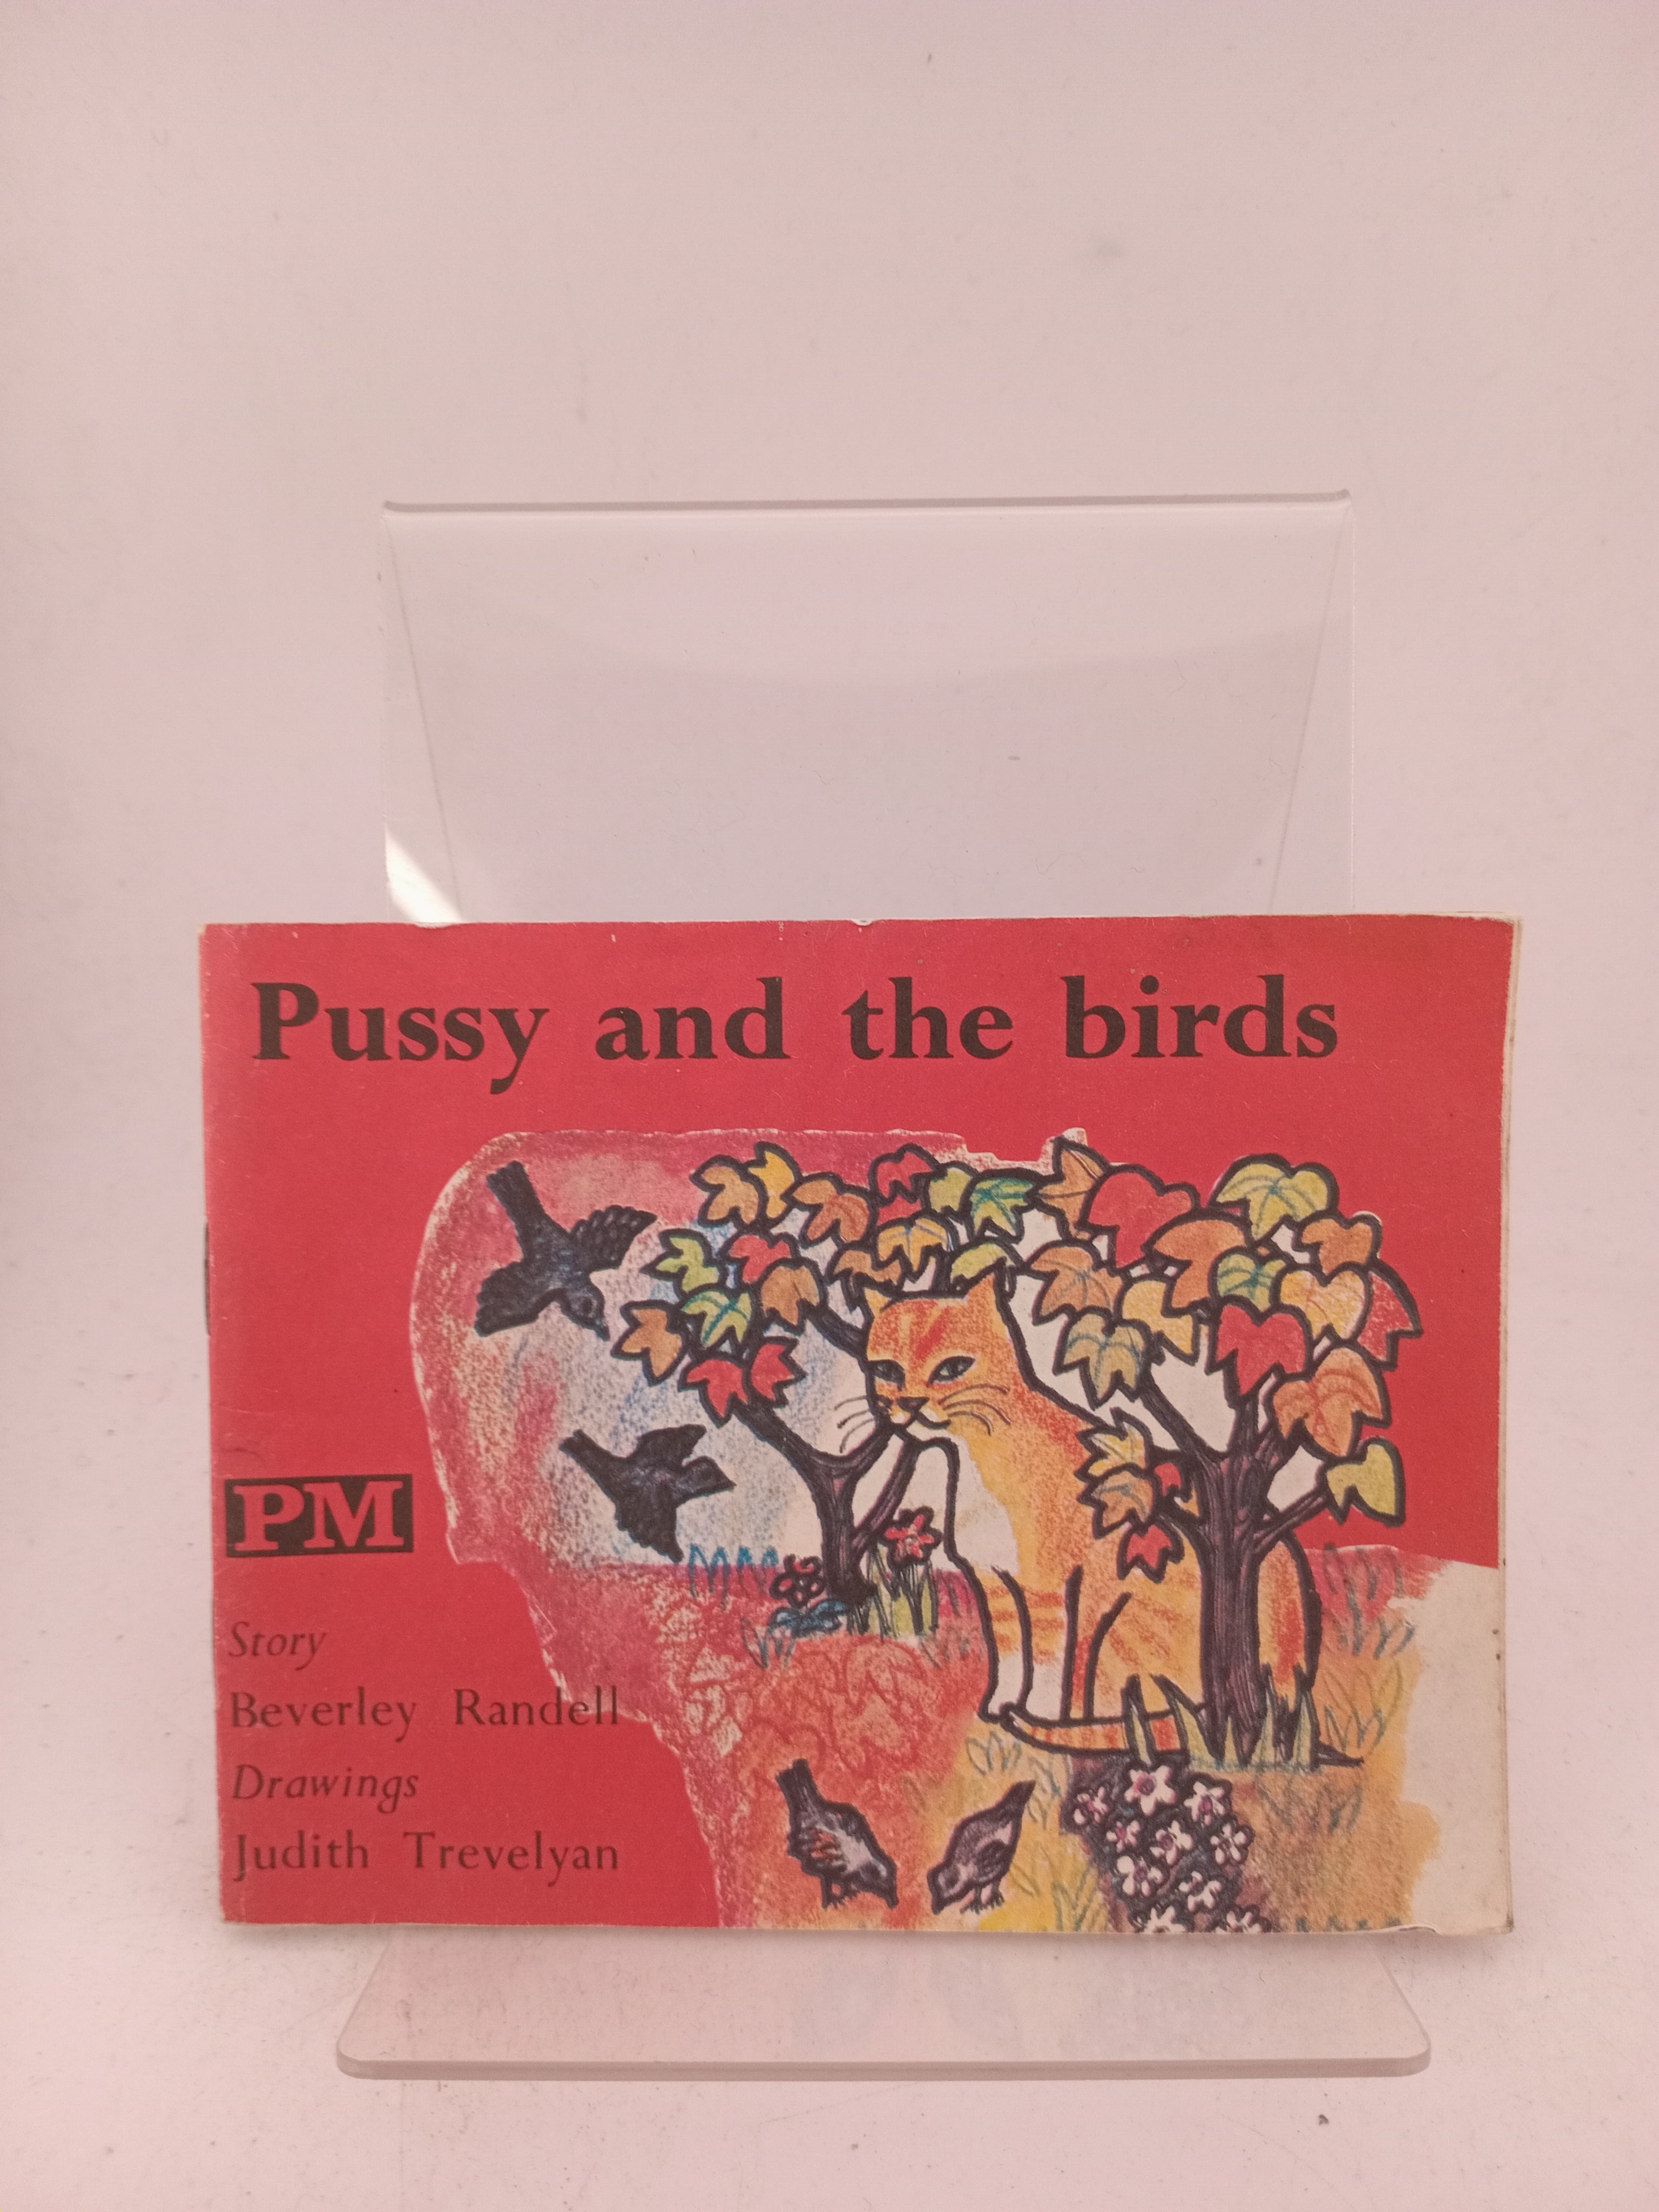 Pussy and the birds
PM
Story
Beverley Randell
Drawings
Judith Trevelyan